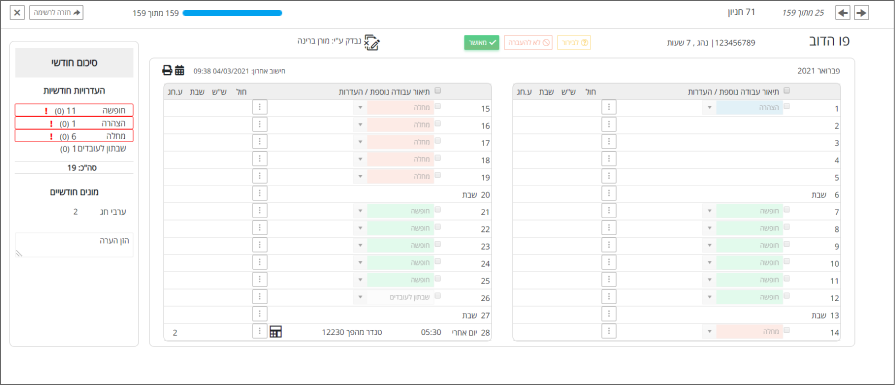 25 מתוך 159
71 חניון
159 מתוך 159
חזרה לרשימה
פו הדוב
123456789| נהג , 7 שעות
לבירור
לא להעברה
מאושר
נבדק ע"י: מורן ברינה
פברואר 2021
חישוב אחרון: 04/03/2021 09:38
תיאור עבודה נוספת / העדרות חול ש"ש שבת ע.חג
1 הצהרה
2
3
4
5
6 שבת
7 חופשה
8 חופשה
9 חופשה
10 חופשה
11 חופשה
12 חופשה
13 שבת
14 מחלה
תיאור עבודה נוספת / העדרות חול ש"ש שבת ע.חג
15 מחלה
16 מחלה
17 מחלה
18 מחלה
19 מחלה
20 שבת
21 חופשה
22 חופשה
23 חופשה
24 חופשה
25 חופשה
26 שבתון לעובדים
27 שבת
28 יום אחרי 05:30 סנדר מהפך 12230 2
סיכום חודשי
העדרויות חודשיות
חופשה 11 (0) !
הצהרה 1 (0) !
מחלה 6 (0) !
שבתון לעובדים 1 (0)
סה"כ: 19
מונים חודשיים
ערבי חג 2
הזן הערה